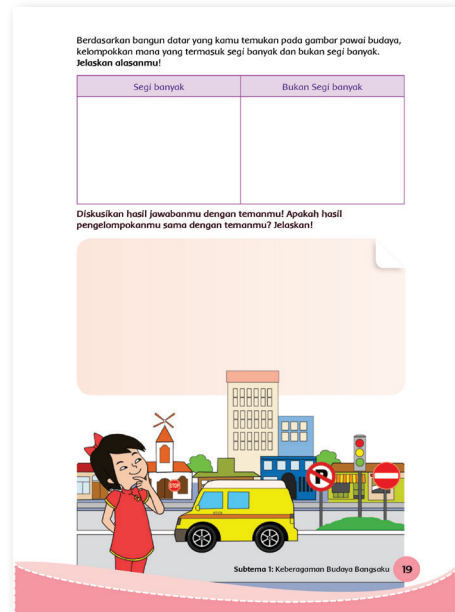 Berdasarkan bangun datar yang kamu temukan pada gambar pawai budaya,
kelompokkan mana yang termasuk segi banyak dan bukan segi banyak.
Jelaskan alasanmu!
Segi banyak
Bukan Segi banyak
Diskusikan hasil jawabanmu dengan temanmu! Apakah hasil
pengelompokanmu sama dengan temanmu? Jelaskan!
STOP
P
Subtema 1: Keberagaman Budaya Bangsaku
19